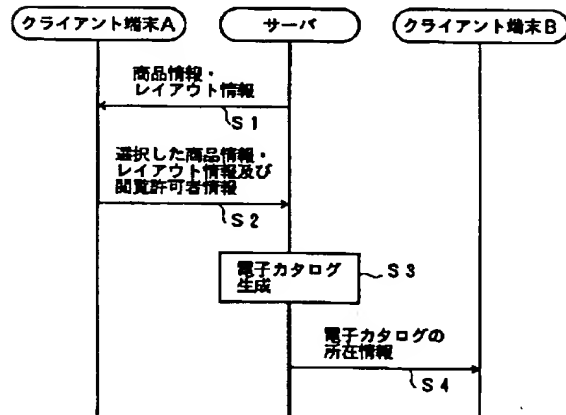 クライアント端末A
サーバ
クライアント端末B
商品情報・
レイアウト情報
S1
選択した商品情報・
レイアウト情報及び
閲覧許可者情報
S2
電子カタログ
生成
S3
電子カタログの
所在情報
S4